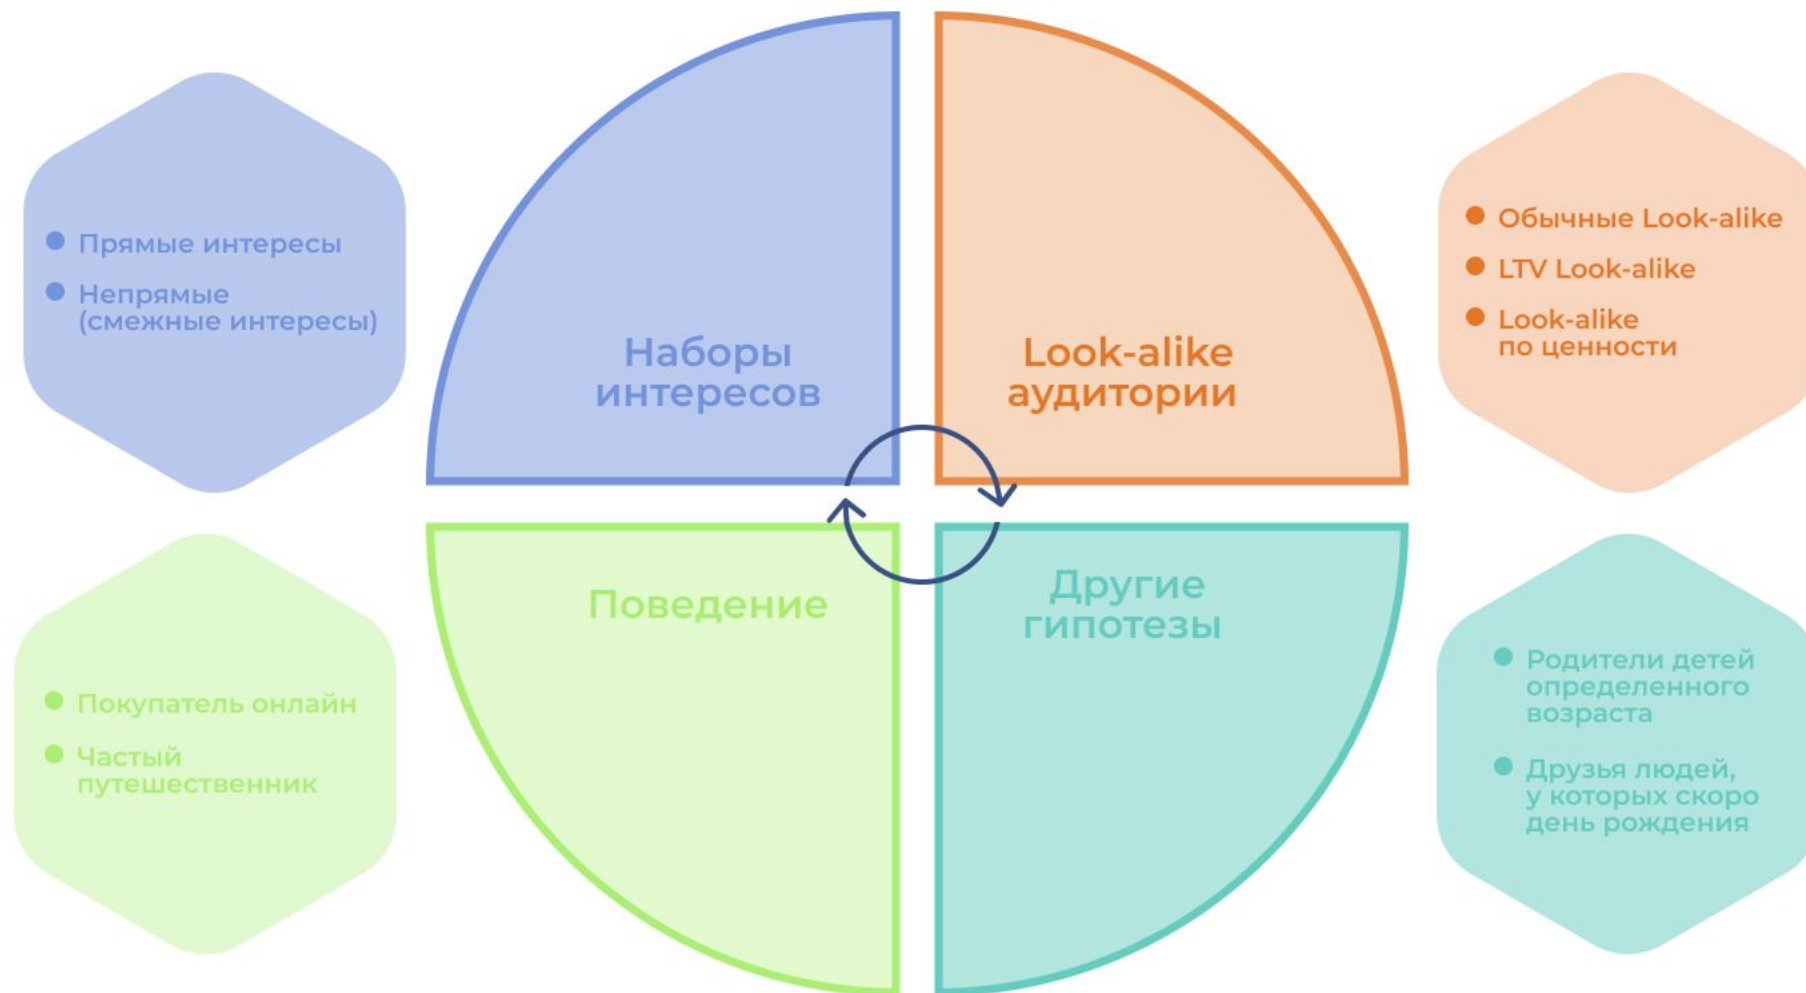 Прямые интересы
Непрямые
(смежные интересы)
Наборы
интересов
Look-alike
аудитории
Обычные Look-alike
LTV Look-alike
Look-alike
по ценности
Покупатель онлайн
Частый
путешественник
Поведение
Другие
гипотезы
Родители детей
определенного
возраста
Друзья людей,
у которых скоро
день рождения